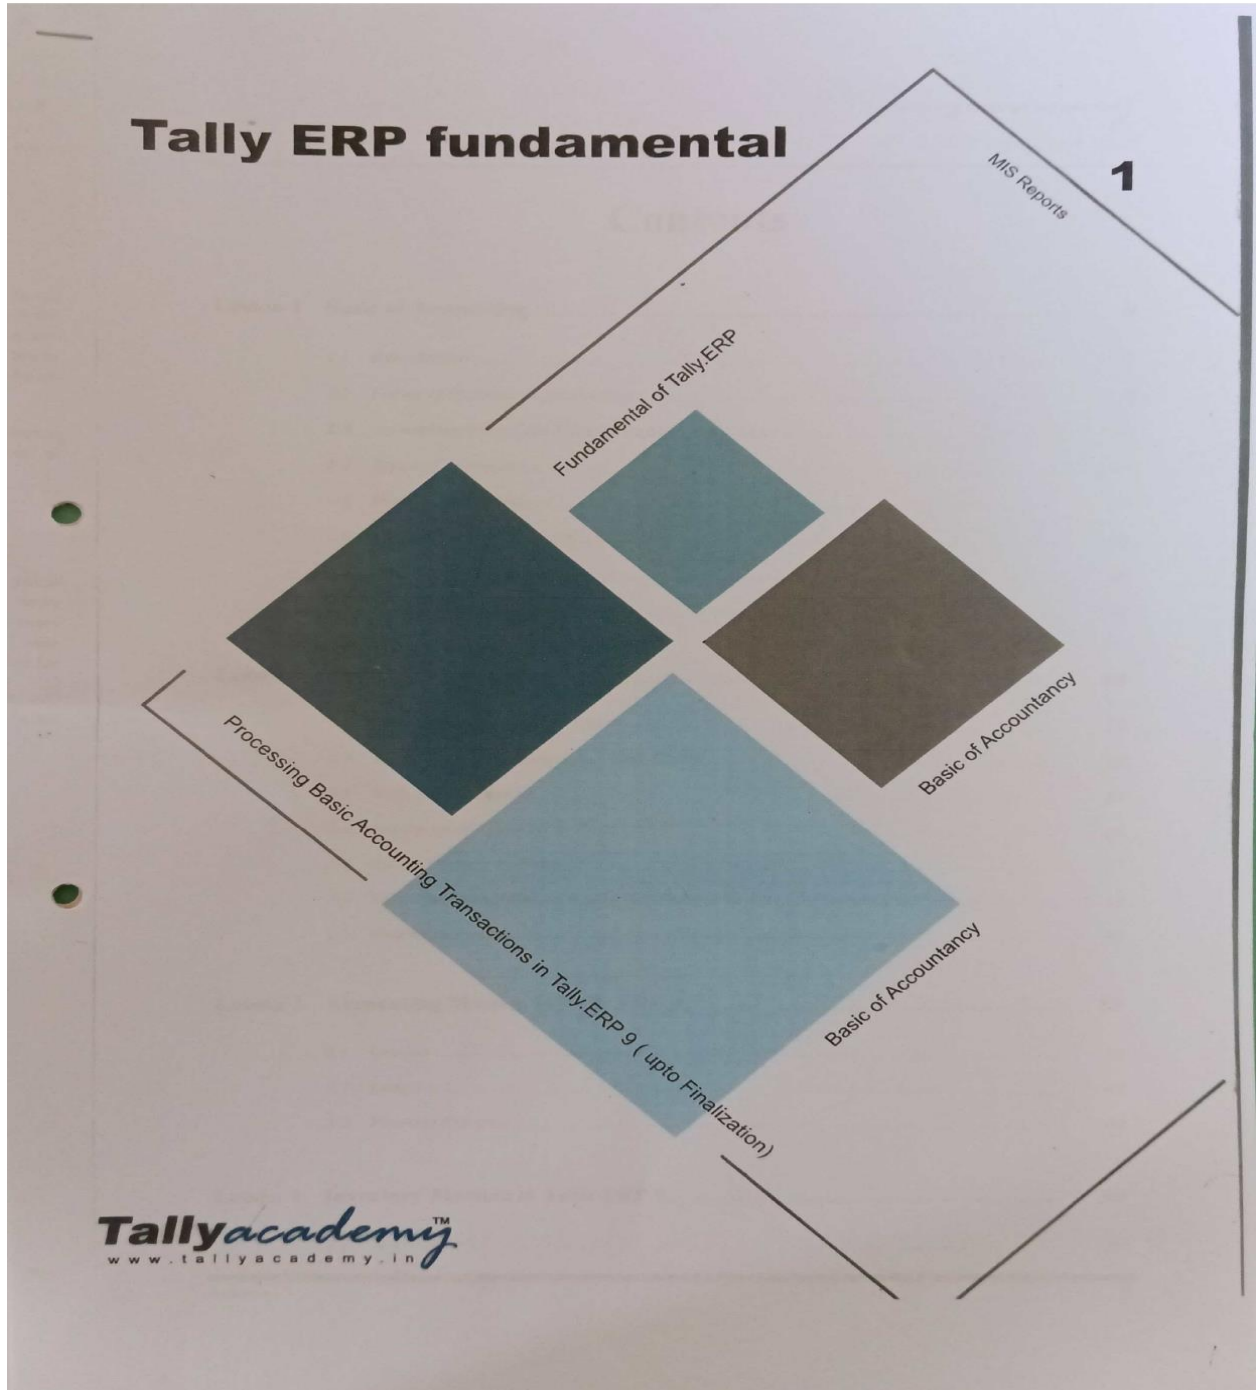 Tally ERP fundamental
1
MIS Reports
Fundamental of Tally.ERP
Basic of Accountancy
Processing Basic Accounting Transactions in Tally.ERP 9 ( upto Finalization)
Basic of Accountancy
Tallyacademy™
www.tallyacademy.in
Contents